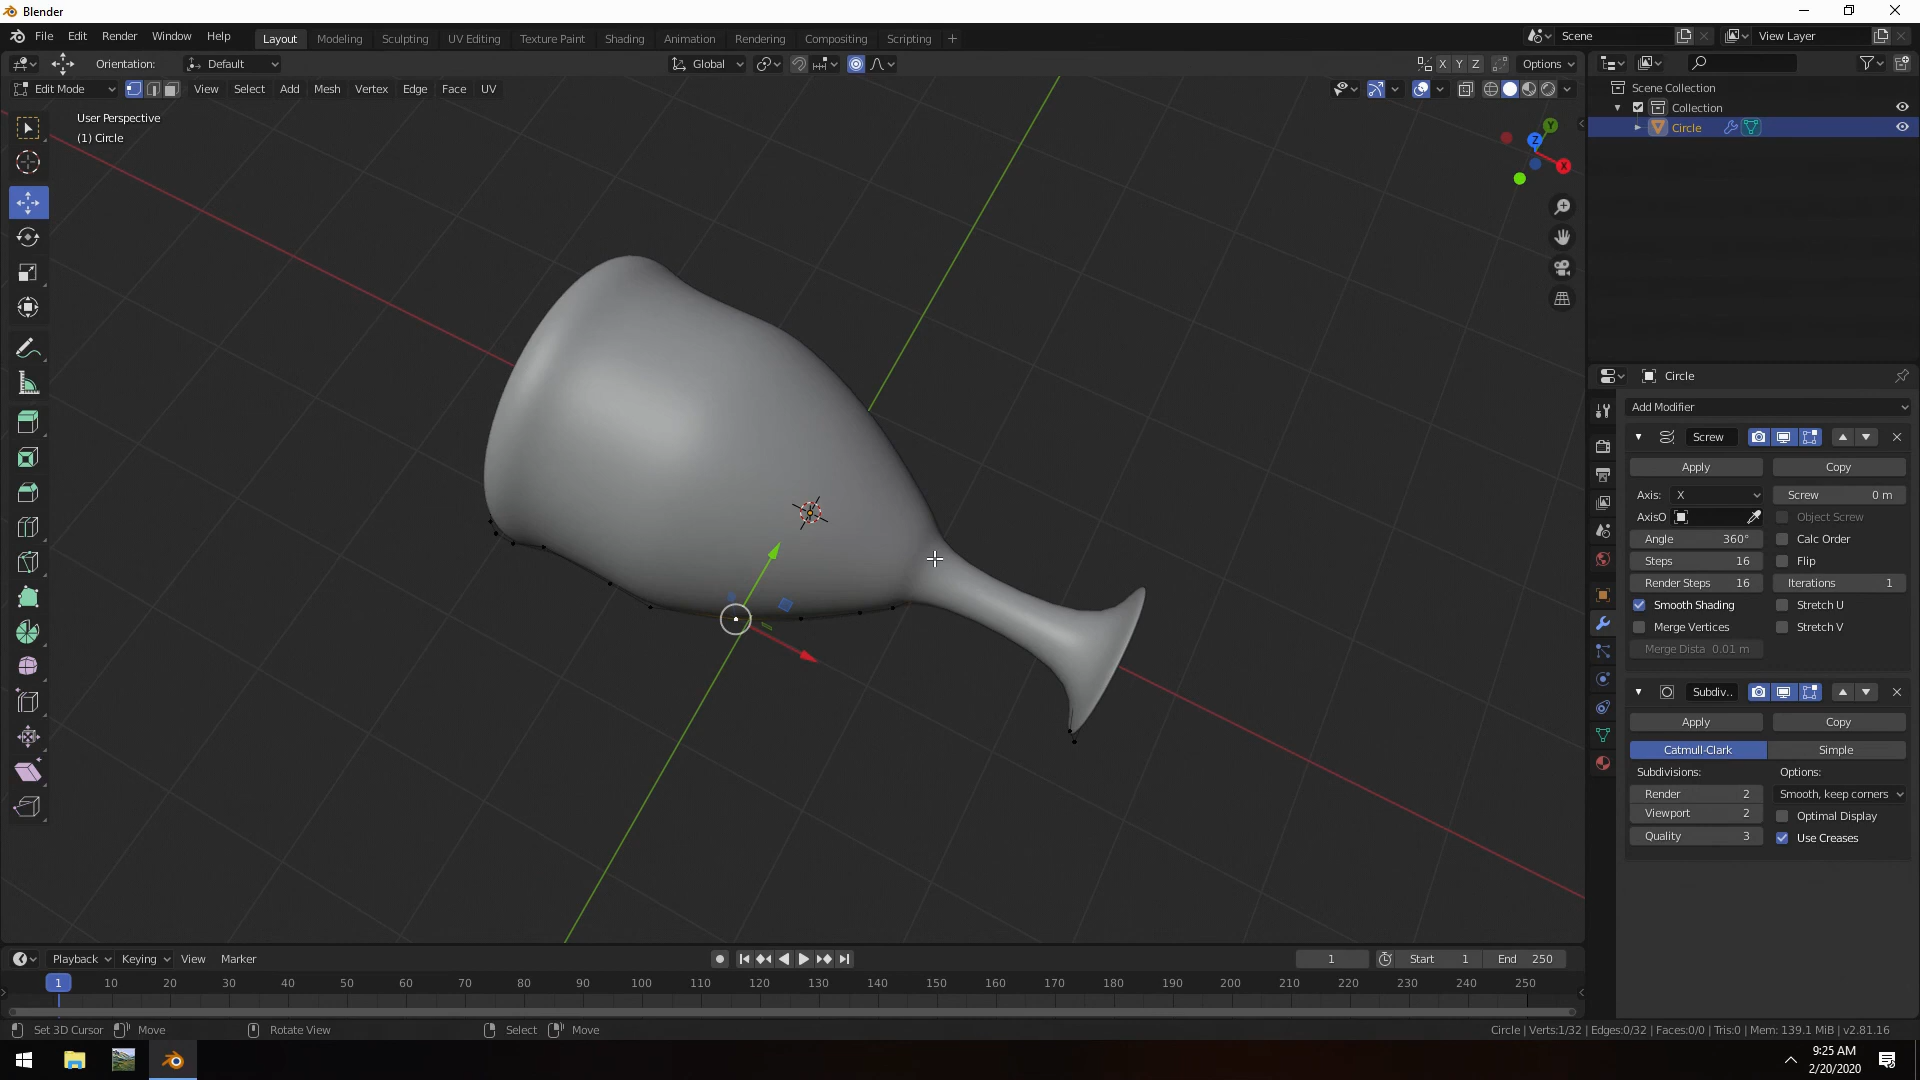 Blender
File Edit Render Window Help Layout Modeling Sculpting UV Editing Texture Paint Shading Animation Rendering Compositing Scripting + Scene View Layer
Orientation: Default Global X Y Z Options
Edit Mode View Select Add Mesh Vertex Edge Face UV
User Perspective
(1) Circle
Y
Z
X
Scene Collection
Collection
Circle
Circle
Add Modifier
Screw
Apply Copy
Axis: X Screw 0 m
AxisO Object Screw
Angle 360° Calc Order
Steps 16 Flip
Render Steps 16 Iterations 1
Smooth Shading Stretch U
Merge Vertices Stretch V
Merge Dista 0.01 m
Subdiv..
Apply Copy
Catmull-Clark Simple
Subdivisions: Options:
Render 2 Smooth, keep corners
Viewport 2 Optimal Display
Quality 3 Use Creases
Playback Keying View Marker 1 Start 1 End 250
1 10 20 30 40 50 60 70 80 90 100 110 120 130 140 150 160 170 180 190 200 210 220 230 240 250
Set 3D Cursor Move Rotate View Select Move Circle | Verts:1/32 | Edges:0/32 | Faces:0/0 | Tris:0 | Mem: 139.1 MiB | v2.81.16
9:25 AM
2/20/2020